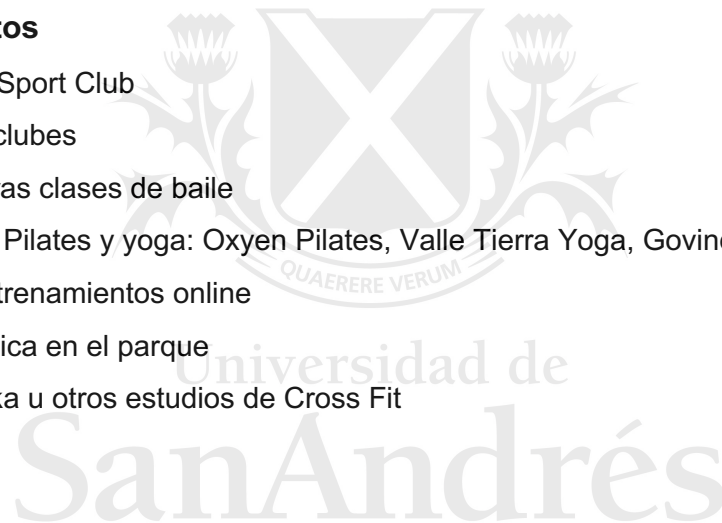 tos
Sport Club
clubes
as clases de baile
Pilates y yoga: Oxyen Pilates, Valle Tierra Yoga, Govin
trenamientos online
ica en el parque
ka u otros estudios de Cross Fit
QUAERERE VERUM
Universidad de
SanAndrés